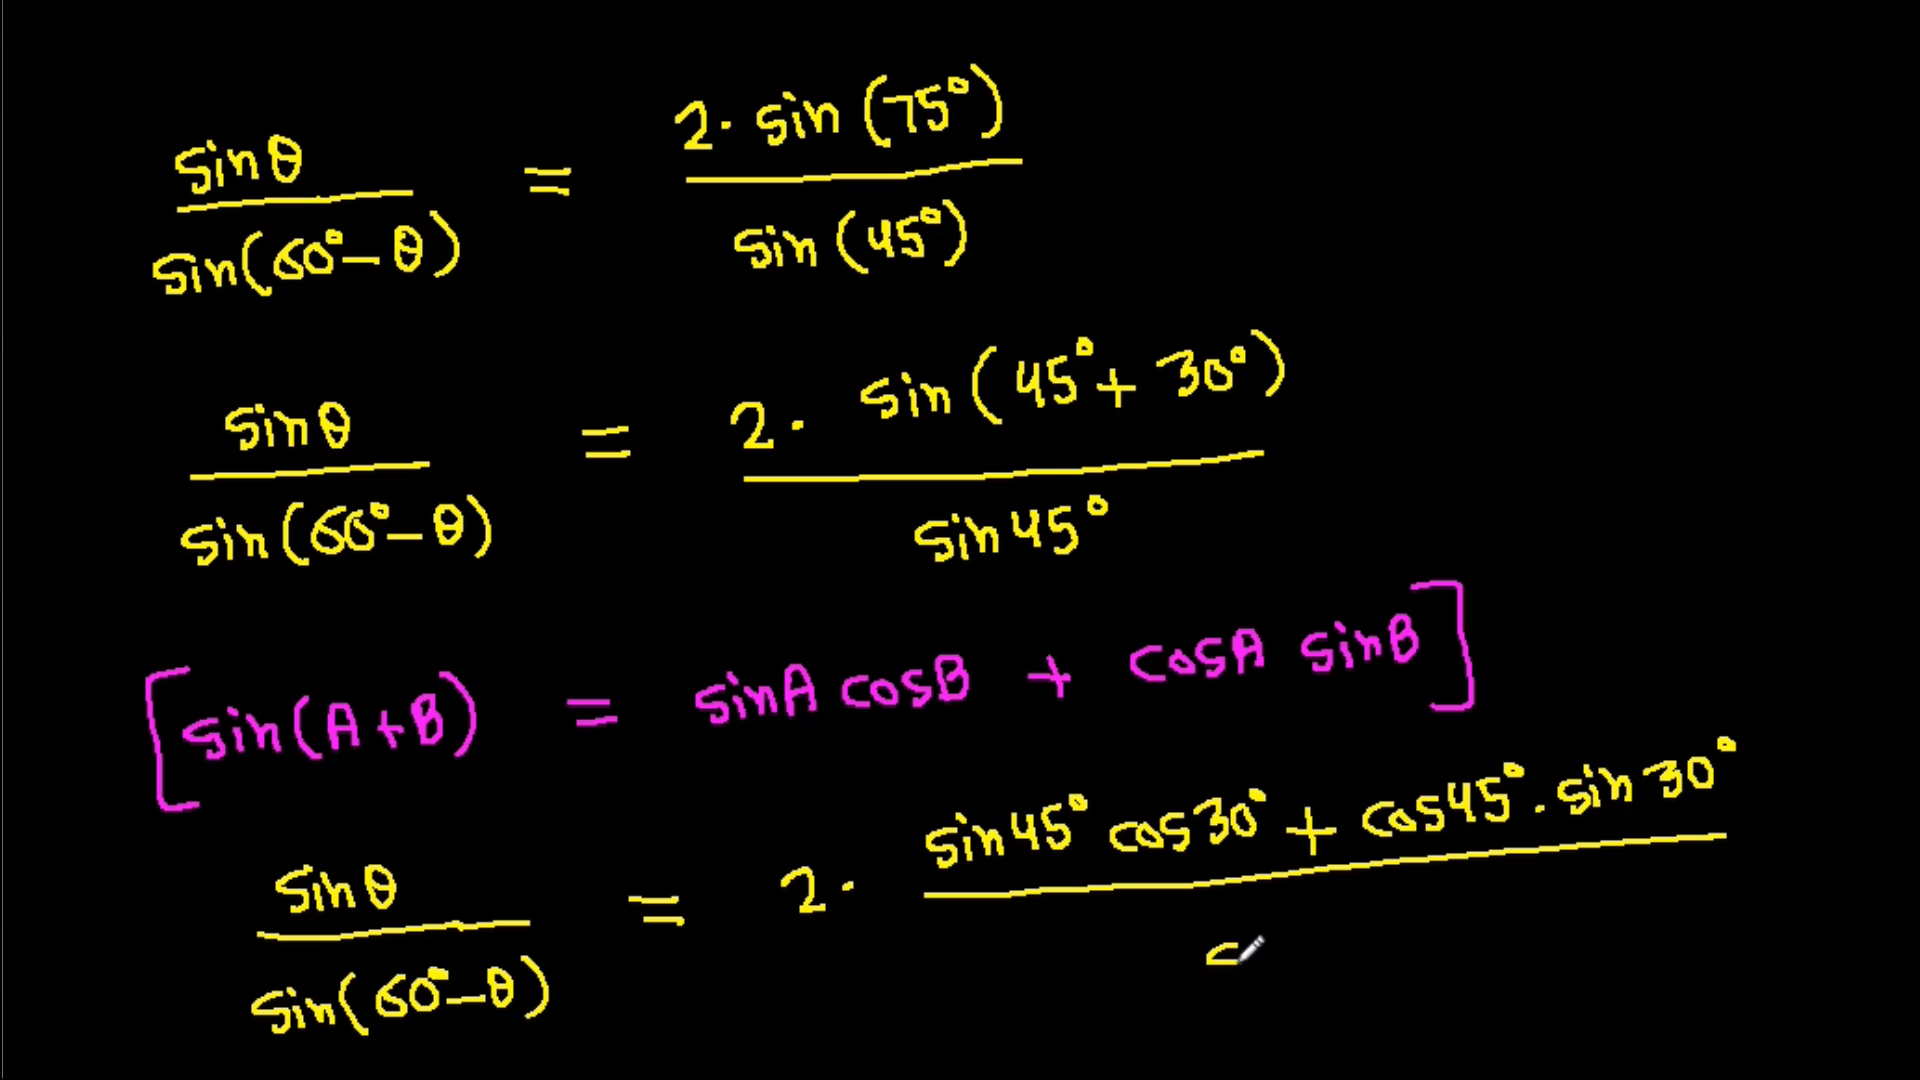 sinθ / sin(60° − θ) = 2 · sin(75°) / sin(45°)
sinθ / sin(60° − θ) = 2 · sin(45° + 30°) / sin45°
[sin(A+B) = sinA cosB + cosA sinB]
sinθ / sin(60° − θ) = 2 · sin45° cos30° + cos45° · sin30° /